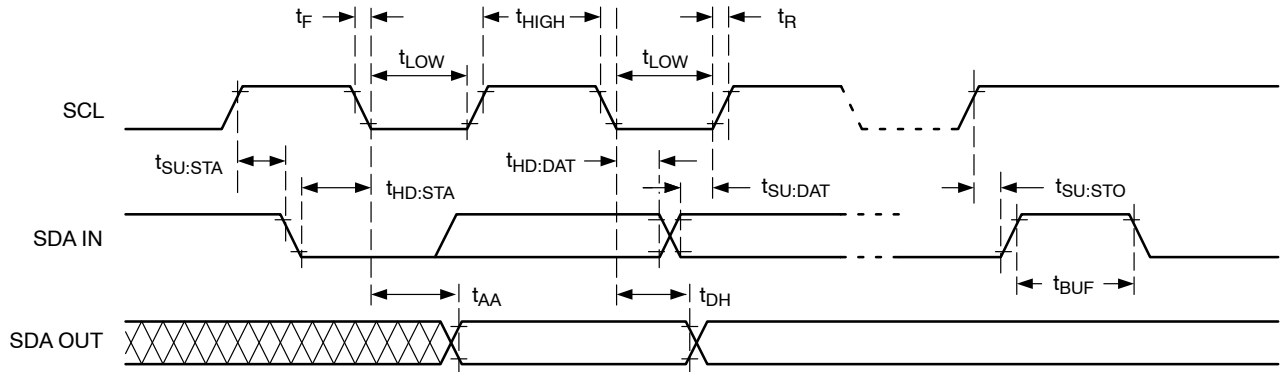 tF
tHIGH
tR
tLOW
tLOW
SCL
tSU:STA
tHD:STA
tHD:DAT
tSU:DAT
tSU:STO
SDA IN
tBUF
tAA
tDH
SDA OUT